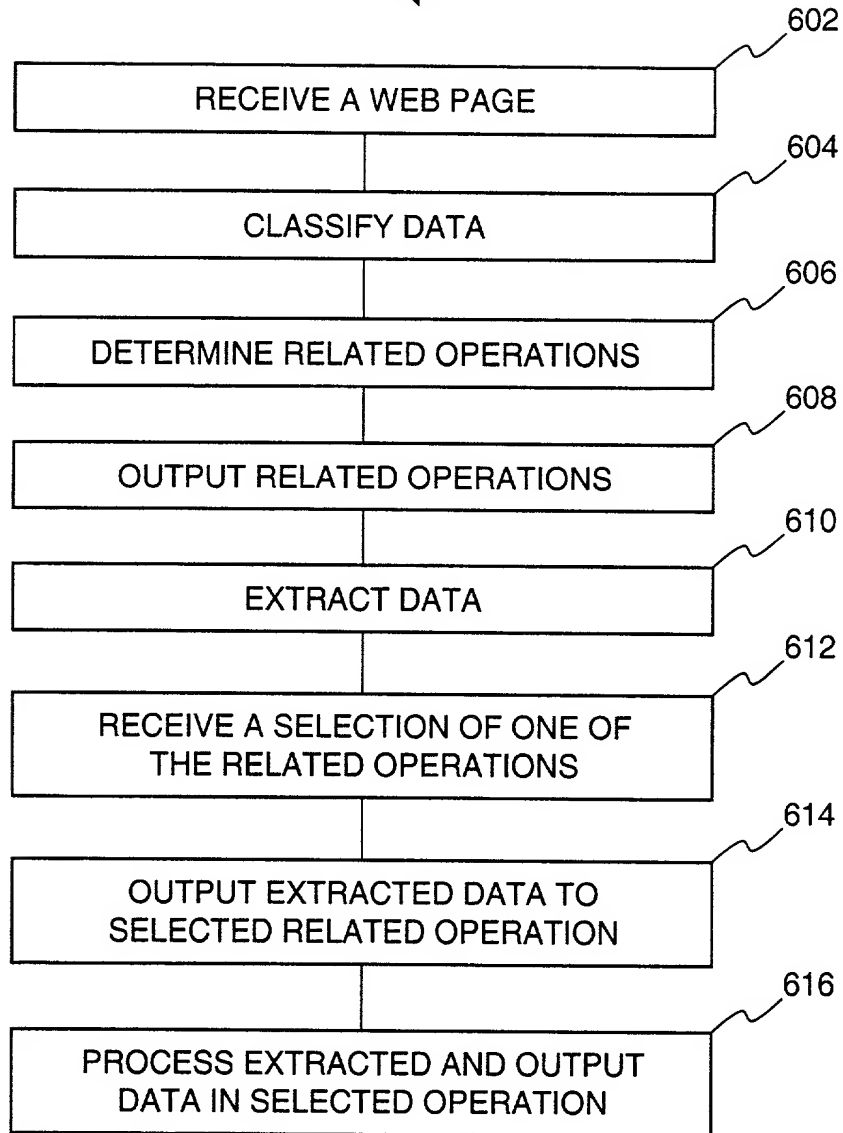 602
RECEIVE A WEB PAGE
604
CLASSIFY DATA
606
DETERMINE RELATED OPERATIONS
608
OUTPUT RELATED OPERATIONS
610
EXTRACT DATA
612
RECEIVE A SELECTION OF ONE OF
THE RELATED OPERATIONS
614
OUTPUT EXTRACTED DATA TO
SELECTED RELATED OPERATION
616
PROCESS EXTRACTED AND OUTPUT
DATA IN SELECTED OPERATION